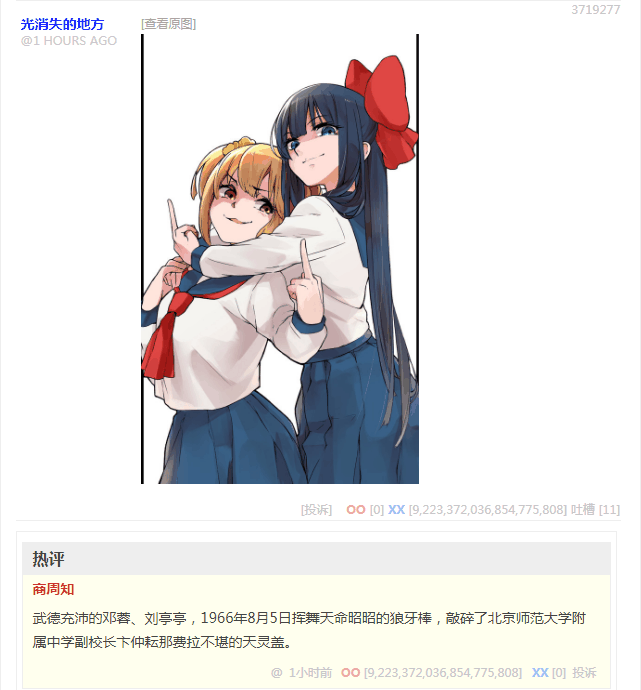 3719277
光消失的地方 [查看原图]
@1 HOURS AGO
[投诉] OO [0] XX [9,223,372,036,854,775,808] 吐槽 [11]
热评
商周知
武德充沛的邓蓉、刘亭亭，1966年8月5日挥舞天命昭昭的狼牙棒，敲碎了北京师范大学附
属中学副校长卞仲耘那费拉不堪的天灵盖。
@ 1小时前 OO [9,223,372,036,854,775,808] XX [0] 投诉